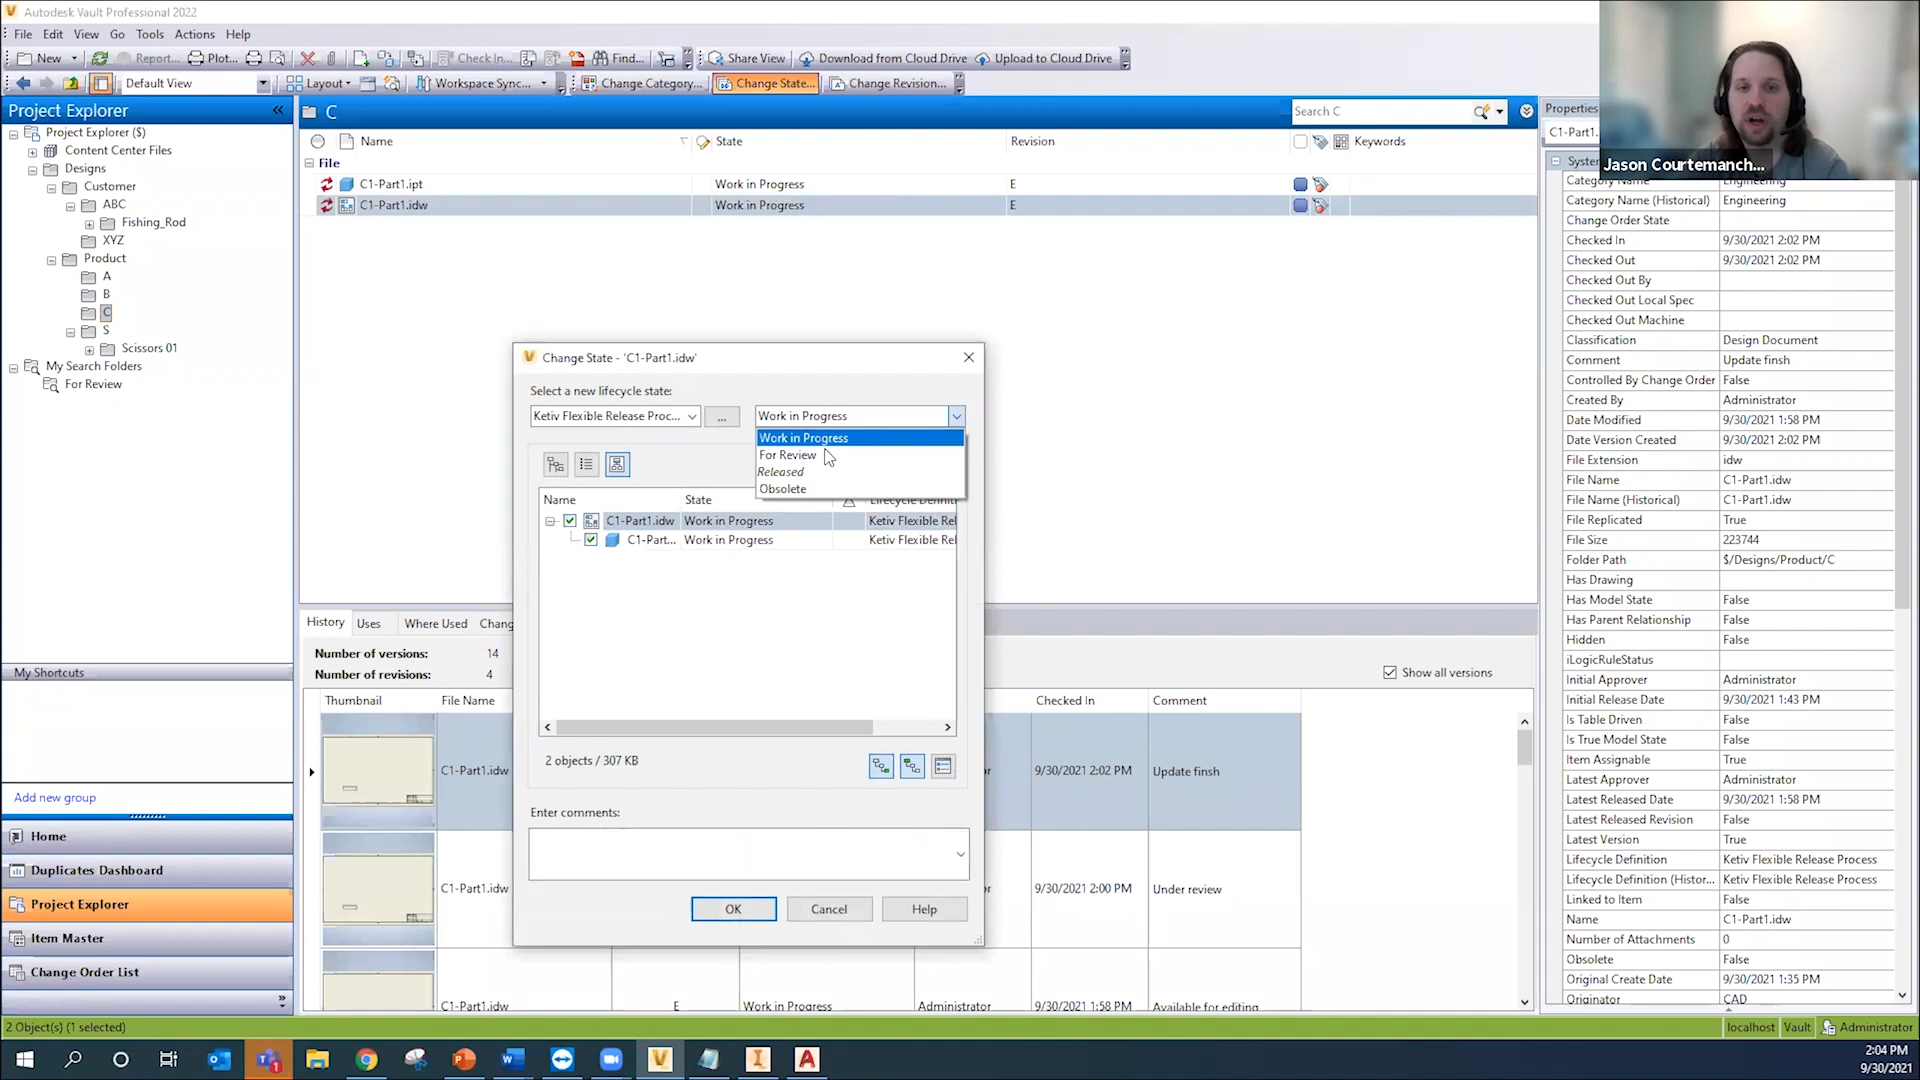 Autodesk Vault Professional 2022
File Edit View Go Tools Actions Help
New Report... Plot... Check In... Find... Share View Download from Cloud Drive Upload to Cloud Drive
Default View Layout Workspace Sync... Change Category... Change State... Change Revision...
Project Explorer
Project Explorer ($)
Content Center Files
Designs
Customer
ABC
Fishing_Rod
XYZ
Product
A
B
C
S
Scissors 01
My Search Folders
For Review
My Shortcuts
Add new group
Home
Duplicates Dashboard
Project Explorer
Item Master
Change Order List
C
Search C
Name State Revision Keywords
File
C1-Part1.ipt Work in Progress E
C1-Part1.idw Work in Progress E
Change State - 'C1-Part1.idw'
Select a new lifecycle state:
Ketiv Flexible Release Proc... ... Work in Progress
Work in Progress
For Review
Released
Obsolete
Name State
C1-Part1.idw Work in Progress Ketiv Flexible Rel
C1-Part... Work in Progress Ketiv Flexible Rel
2 objects / 307 KB
Enter comments:
OK Cancel Help
History Uses Where Used Chang
Number of versions: 14
Number of revisions: 4
Show all versions
Thumbnail File Name Checked In Comment
C1-Part1.idw or 9/30/2021 2:02 PM Update finsh
C1-Part1.idw or 9/30/2021 2:00 PM Under review
C1-Part1.idw E Work in Progress Administrator 9/30/2021 1:58 PM Available for editing
Properties
C1-Part1.
Jason Courtemanch...
System
Category Name Engineering
Category Name (Historical) Engineering
Change Order State
Checked In 9/30/2021 2:02 PM
Checked Out 9/30/2021 2:02 PM
Checked Out By
Checked Out Local Spec
Checked Out Machine
Classification Design Document
Comment Update finsh
Controlled By Change Order False
Created By Administrator
Date Modified 9/30/2021 1:58 PM
Date Version Created 9/30/2021 2:02 PM
File Extension idw
File Name C1-Part1.idw
File Name (Historical) C1-Part1.idw
File Replicated True
File Size 223744
Folder Path $/Designs/Product/C
Has Drawing
Has Model State False
Has Parent Relationship False
Hidden False
iLogicRuleStatus
Initial Approver Administrator
Initial Release Date 9/30/2021 1:43 PM
Is Table Driven False
Is True Model State False
Item Assignable True
Latest Approver Administrator
Latest Released Date 9/30/2021 1:58 PM
Latest Released Revision False
Latest Version True
Lifecycle Definition Ketiv Flexible Release Process
Lifecycle Definition (Histor... Ketiv Flexible Release Process
Linked to Item False
Name C1-Part1.idw
Number of Attachments 0
Obsolete False
Original Create Date 9/30/2021 1:35 PM
Originator CAD
2 Object(s) (1 selected) localhost Vault Administrator
2:04 PM
9/30/2021